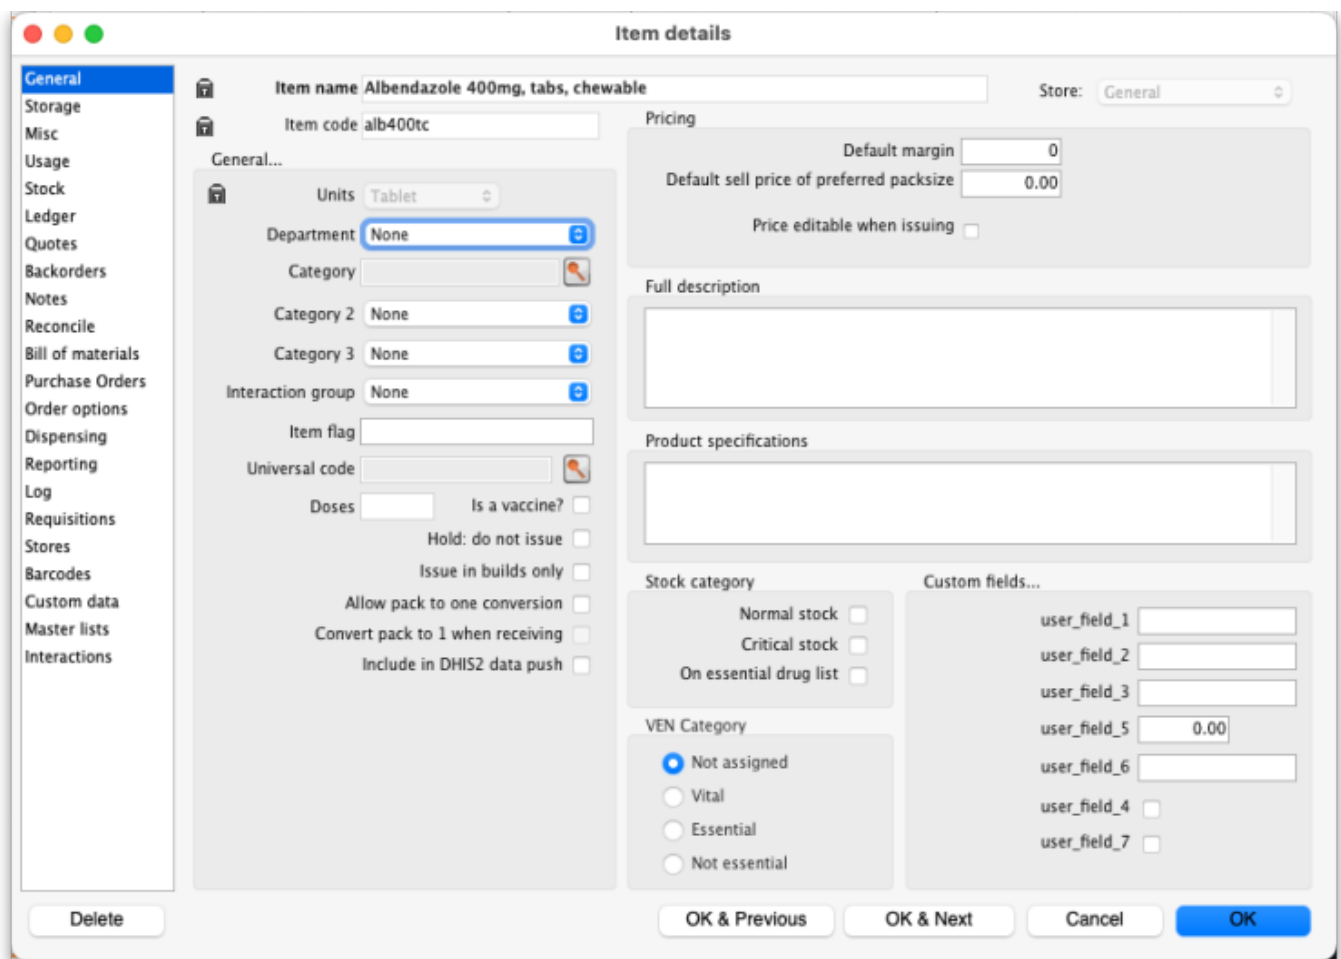 Item details
General
Storage
Misc
Usage
Stock
Ledger
Quotes
Backorders
Notes
Reconcile
Bill of materials
Purchase Orders
Order options
Dispensing
Reporting
Log
Requisitions
Stores
Barcodes
Custom data
Master lists
Interactions
Item name Albendazole 400mg, tabs, chewable
Store: General
Item code alb400tc
General...
Units Tablet
Department None
Category
Category 2 None
Category 3 None
Interaction group None
Item flag
Universal code
Doses Is a vaccine?
Hold: do not issue
Issue in builds only
Allow pack to one conversion
Convert pack to 1 when receiving
Include in DHIS2 data push
Pricing
Default margin 0
Default sell price of preferred packsize 0.00
Price editable when issuing
Full description
Product specifications
Stock category
Normal stock
Critical stock
On essential drug list
VEN Category
Not assigned
Vital
Essential
Not essential
Custom fields...
user_field_1
user_field_2
user_field_3
user_field_5 0.00
user_field_6
user_field_4
user_field_7
Delete
OK & Previous
OK & Next
Cancel
OK